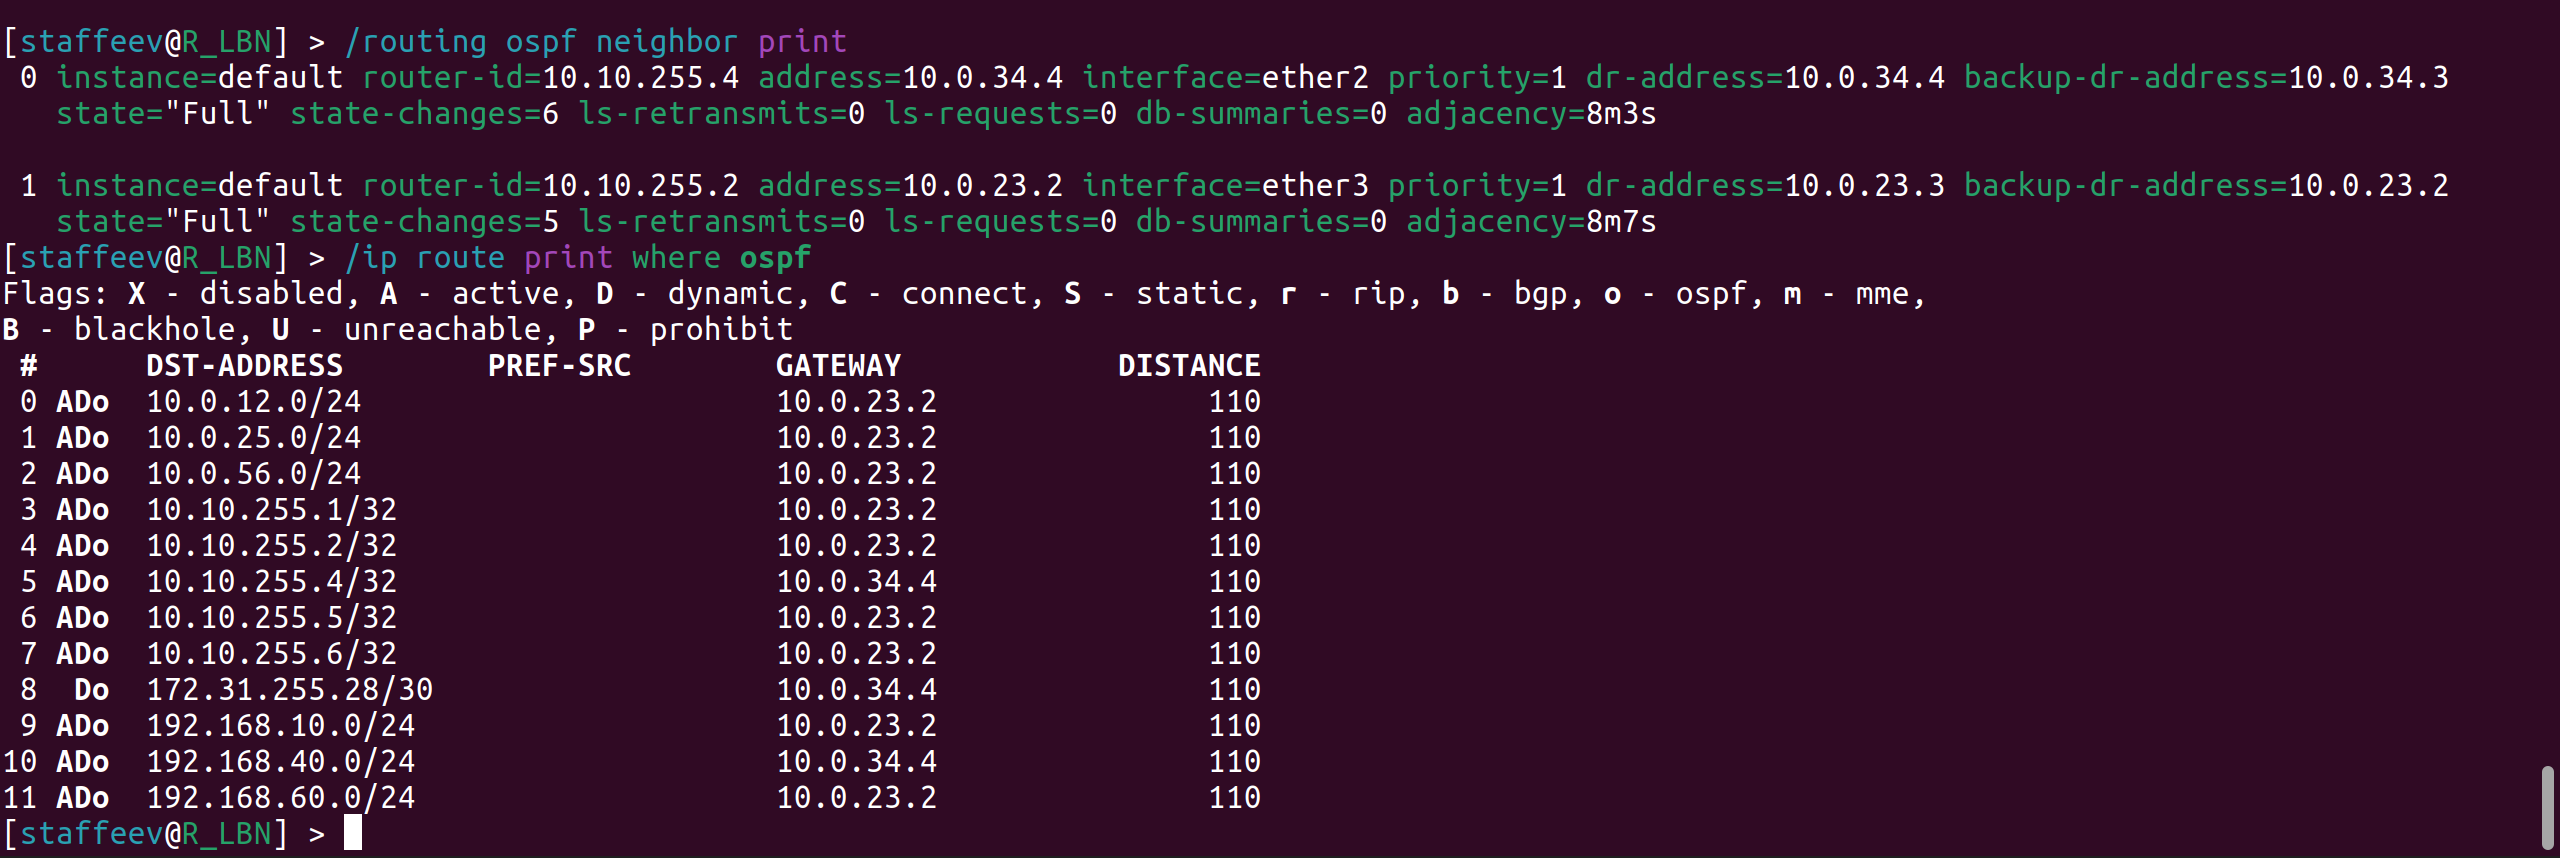 [staffeev@R_LBN] > /routing ospf neighbor print
 0 instance=default router-id=10.10.255.4 address=10.0.34.4 interface=ether2 priority=1 dr-address=10.0.34.4 backup-dr-address=10.0.34.3
   state="Full" state-changes=6 ls-retransmits=0 ls-requests=0 db-summaries=0 adjacency=8m3s
 1 instance=default router-id=10.10.255.2 address=10.0.23.2 interface=ether3 priority=1 dr-address=10.0.23.3 backup-dr-address=10.0.23.2
   state="Full" state-changes=5 ls-retransmits=0 ls-requests=0 db-summaries=0 adjacency=8m7s
[staffeev@R_LBN] > /ip route print where ospf
Flags: X - disabled, A - active, D - dynamic, C - connect, S - static, r - rip, b - bgp, o - ospf, m - mme,
B - blackhole, U - unreachable, P - prohibit
 #      DST-ADDRESS        PREF-SRC        GATEWAY            DISTANCE
 0 ADo  10.0.12.0/24                       10.0.23.2               110
 1 ADo  10.0.25.0/24                       10.0.23.2               110
 2 ADo  10.0.56.0/24                       10.0.23.2               110
 3 ADo  10.10.255.1/32                     10.0.23.2               110
 4 ADo  10.10.255.2/32                     10.0.23.2               110
 5 ADo  10.10.255.4/32                     10.0.34.4               110
 6 ADo  10.10.255.5/32                     10.0.23.2               110
 7 ADo  10.10.255.6/32                     10.0.23.2               110
 8  Do  172.31.255.28/30                   10.0.34.4               110
 9 ADo  192.168.10.0/24                    10.0.23.2               110
10 ADo  192.168.40.0/24                    10.0.34.4               110
11 ADo  192.168.60.0/24                    10.0.23.2               110
[staffeev@R_LBN] >